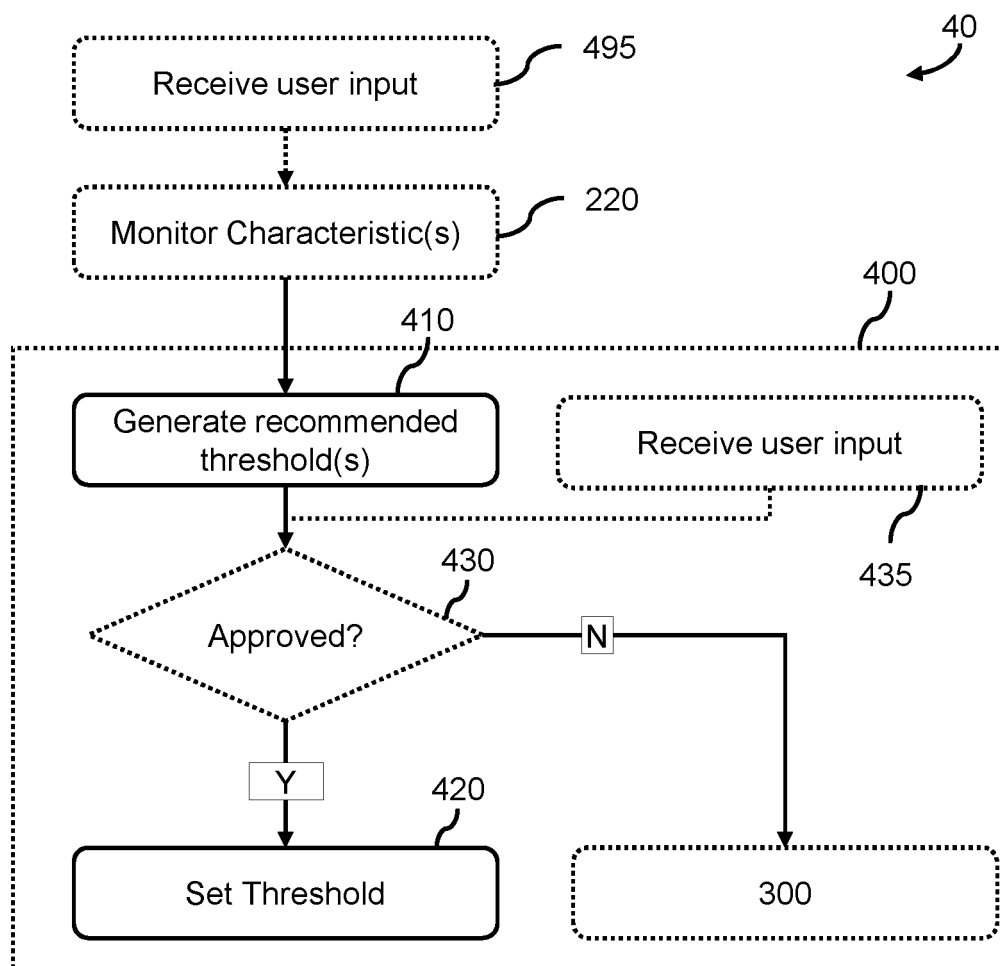 40
Receive user input
495
Monitor Characteristic(s)
220
400
410
Generate recommended
threshold(s)
Receive user input
435
430
Approved?
N
Y
420
Set Threshold
300